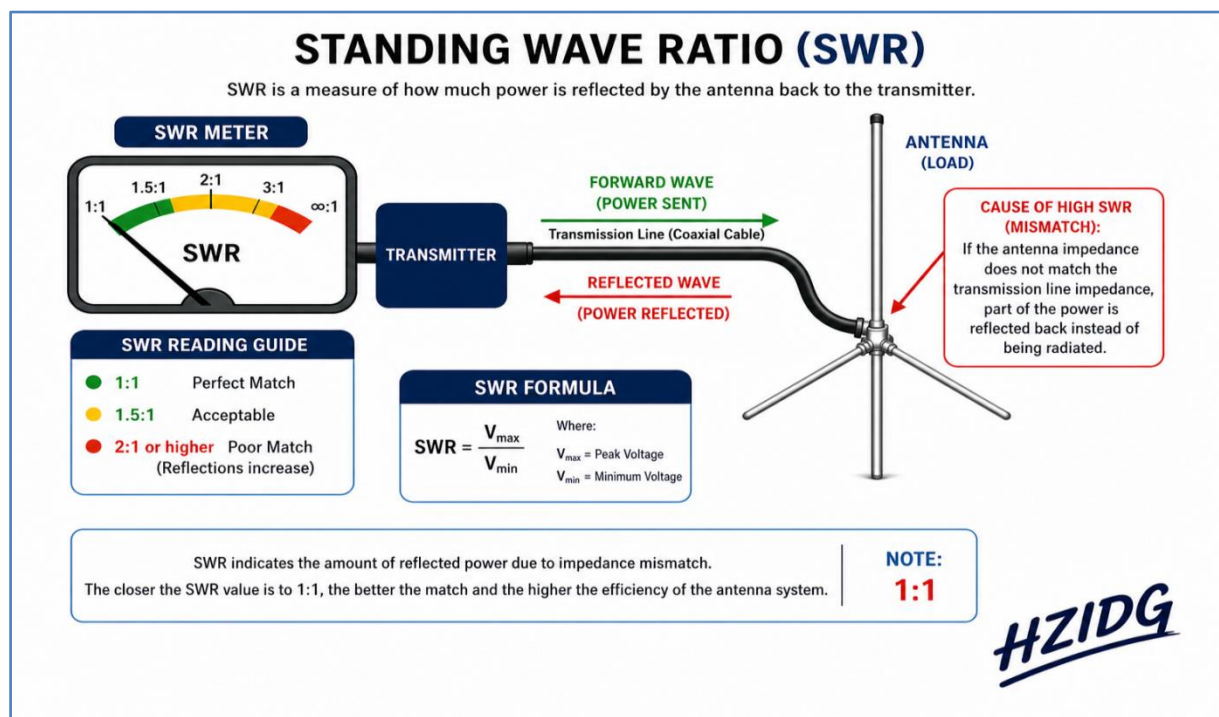 STANDING WAVE RATIO (SWR)
SWR is a measure of how much power is reflected by the antenna back to the transmitter.
SWR METER
1:1
1.5:1
2:1
3:1
∞:1
SWR
TRANSMITTER
FORWARD WAVE
(POWER SENT)
Transmission Line (Coaxial Cable)
REFLECTED WAVE
(POWER REFLECTED)
ANTENNA
(LOAD)
CAUSE OF HIGH SWR
(MISMATCH):
If the antenna impedance
does not match the
transmission line impedance,
part of the power is
reflected back instead of
being radiated.
SWR READING GUIDE
1:1 Perfect Match
1.5:1 Acceptable
2:1 or higher Poor Match
(Reflections increase)
SWR FORMULA
SWR = Vmax / Vmin
Where:
Vmax = Peak Voltage
Vmin = Minimum Voltage
SWR indicates the amount of reflected power due to impedance mismatch.
The closer the SWR value is to 1:1, the better the match and the higher the efficiency of the antenna system.
NOTE:
1:1
HZIDG